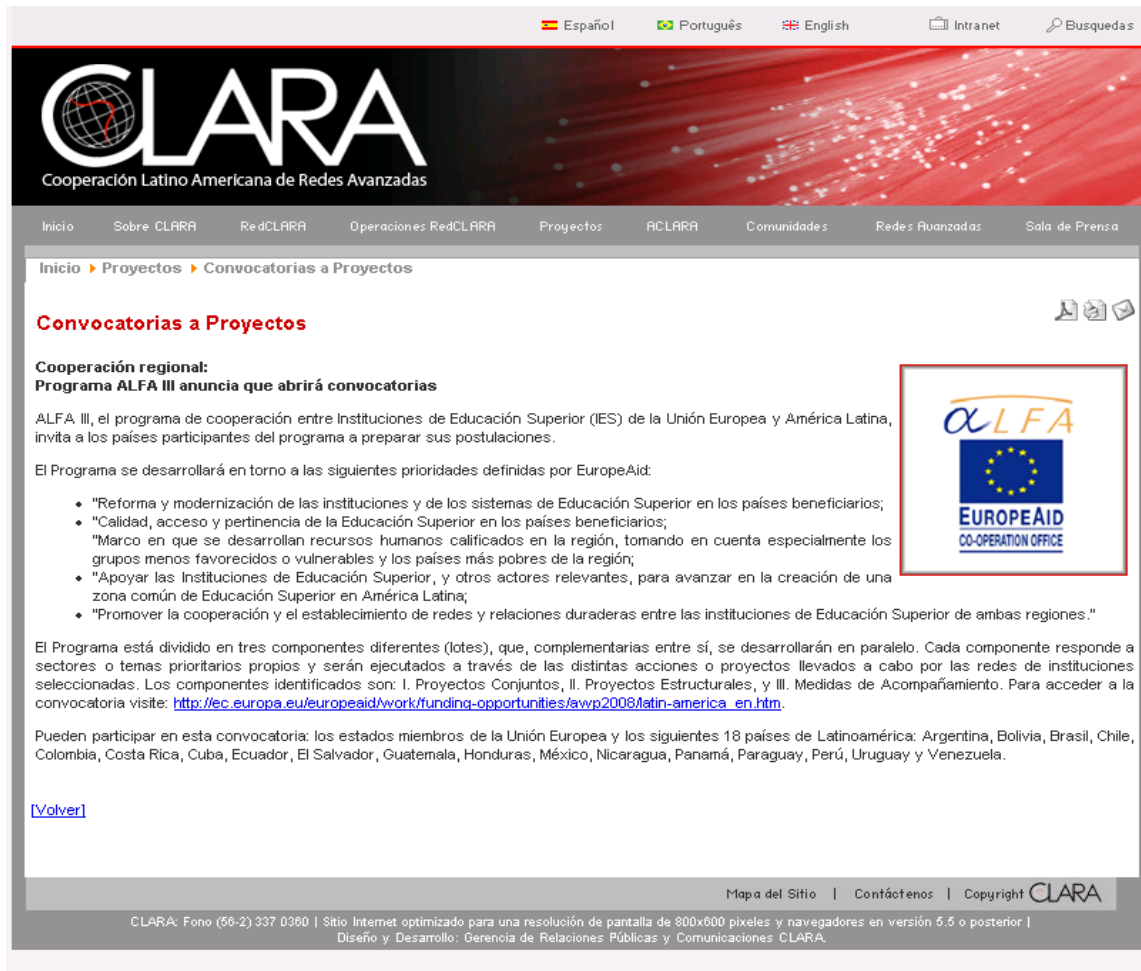 Español Português English Intranet Busquedas
CLARA
Cooperación Latino Americana de Redes Avanzadas
Inicio Sobre CLARA RedCLARA Operaciones RedCLARA Proyectos ACLARA Comunidades Redes Avanzadas Sala de Prensa
Inicio Proyectos Convocatorias a Proyectos
Convocatorias a Proyectos
Cooperación regional:
Programa ALFA III anuncia que abrirá convocatorias
ALFA III, el programa de cooperación entre Instituciones de Educación Superior (IES) de la Unión Europea y América Latina,
invita a los países participantes del programa a preparar sus postulaciones.
El Programa se desarrollará en torno a las siguientes prioridades definidas por EuropeAid:
• "Reforma y modernización de las instituciones y de los sistemas de Educación Superior en los países beneficiarios;
• "Calidad, acceso y pertinencia de la Educación Superior en los países beneficiarios;
"Marco en que se desarrollan recursos humanos calificados en la región, tomando en cuenta especialmente los
grupos menos favorecidos o vulnerables y los países más pobres de la región;
• "Apoyar las Instituciones de Educación Superior, y otros actores relevantes, para avanzar en la creación de una
zona común de Educación Superior en América Latina;
• "Promover la cooperación y el establecimiento de redes y relaciones duraderas entre las instituciones de Educación Superior de ambas regiones."
αLFA
EUROPEAID
CO-OPERATION OFFICE
El Programa está dividido en tres componentes diferentes (lotes), que, complementarias entre sí, se desarrollarán en paralelo. Cada componente responde a
sectores o temas prioritarios propios y serán ejecutados a través de las distintas acciones o proyectos llevados a cabo por las redes de instituciones
seleccionadas. Los componentes identificados son: I. Proyectos Conjuntos, II. Proyectos Estructurales, y III. Medidas de Acompañamiento. Para acceder a la
convocatoria visite: http://ec.europa.eu/europeaid/work/funding-opportunities/awp2008/latin-america_en.htm.
Pueden participar en esta convocatoria: los estados miembros de la Unión Europea y los siguientes 18 países de Latinoamérica: Argentina, Bolivia, Brasil, Chile,
Colombia, Costa Rica, Cuba, Ecuador, El Salvador, Guatemala, Honduras, México, Nicaragua, Panamá, Paraguay, Perú, Uruguay y Venezuela.
[Volver]
Mapa del Sitio | Contáctenos | Copyright CLARA
CLARA: Fono (56-2) 337 0360 | Sitio Internet optimizado para una resolución de pantalla de 800x600 pixeles y navegadores en versión 5.5 o posterior |
Diseño y Desarrollo: Gerencia de Relaciones Públicas y Comunicaciones CLARA.